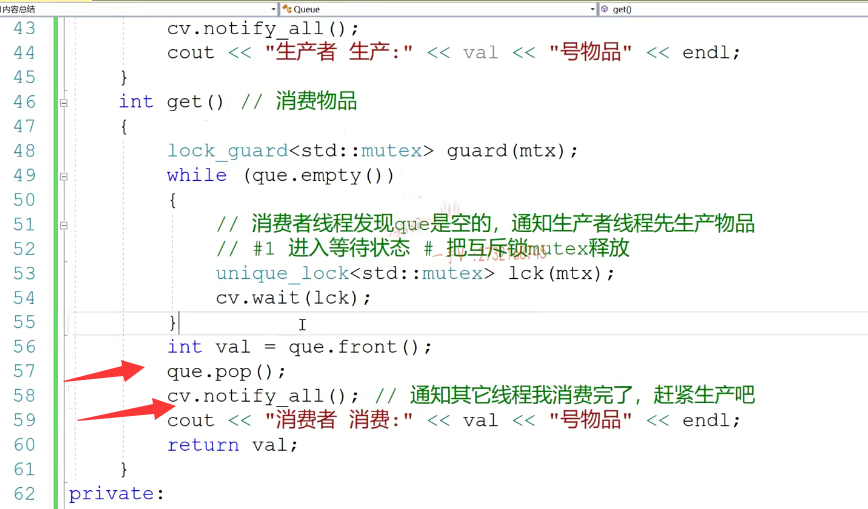 内容总结 Queue get()
43 cv.notify_all();
44 cout << "生产者 生产:" << val << "号物品" << endl;
45 }
46 int get() // 消费物品
47 {
48 lock_guard<std::mutex> guard(mtx);
49 while (que.empty())
50 {
51 // 消费者线程发现que是空的，通知生产者线程先生产物品
52 // #1 进入等待状态 # 把互斥锁mutex释放
53 unique_lock<std::mutex> lck(mtx);
54 cv.wait(lck);
55 }
56 int val = que.front();
57 que.pop();
58 cv.notify_all(); // 通知其它线程我消费完了，赶紧生产吧
59 cout << "消费者 消费:" << val << "号物品" << endl;
60 return val;
61 }
62 private: